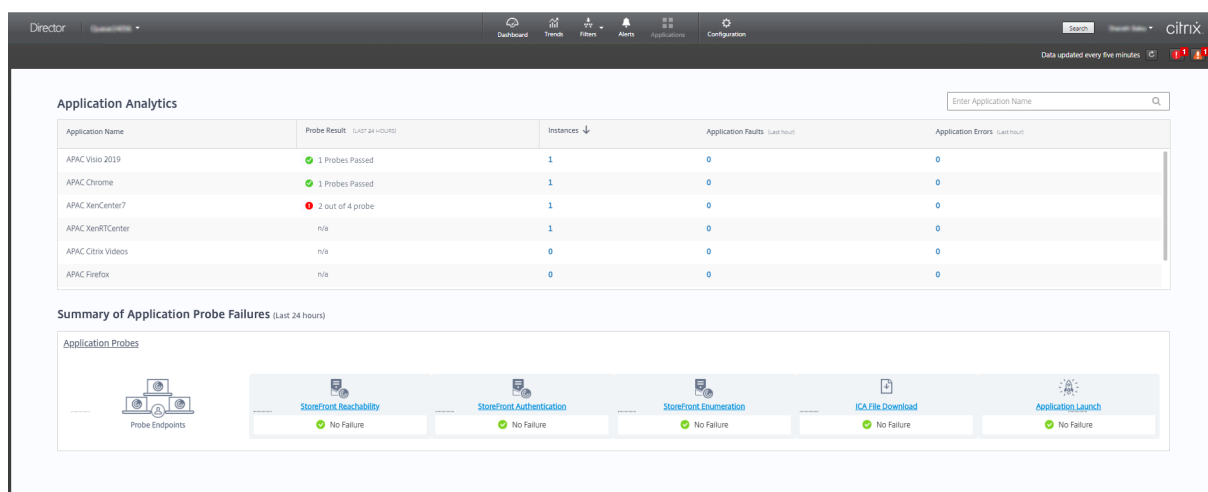 Director
Dashboard Trends Filters Alerts Applications Configuration
Search
citrix
Data updated every five minutes
1 1
Application Analytics
Enter Application Name
Application Name Probe Result (LAST 24 HOURS) Instances Application Faults (Last hour) Application Errors (Last hour)
APAC Visio 2019 1 Probes Passed 1 0 0
APAC Chrome 1 Probes Passed 1 0 0
APAC XenCenter7 2 out of 4 probe 1 0 0
APAC XenRTCenter n/a 1 0 0
APAC Citrix Videos n/a 0 0 0
APAC Firefox n/a 0 0 0
Summary of Application Probe Failures (Last 24 hours)
Application Probes
Probe Endpoints
StoreFront Reachability StoreFront Authentication StoreFront Enumeration ICA File Download Application Launch
No Failure No Failure No Failure No Failure No Failure